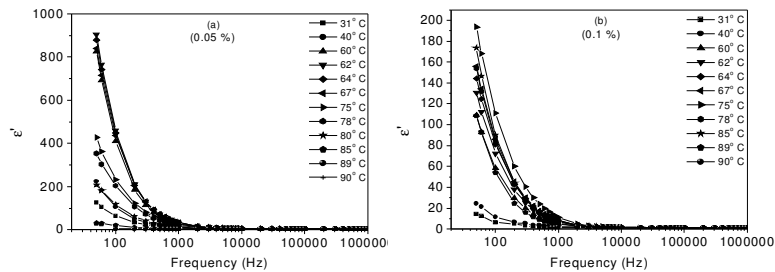 (a)
(0.05 %)
31° C
40° C
60° C
62° C
64° C
67° C
75° C
78° C
80° C
85° C
89° C
90° C
1000
800
600
400
200
0
ε'
100
1000
10000
100000
1000000
Frequency (Hz)
(b)
(0.1 %)
31° C
40° C
60° C
62° C
64° C
67° C
75° C
78° C
85° C
89° C
90° C
200
180
160
140
120
100
80
60
40
20
0
ε'
100
1000
10000
100000
1000000
Frequency (Hz)